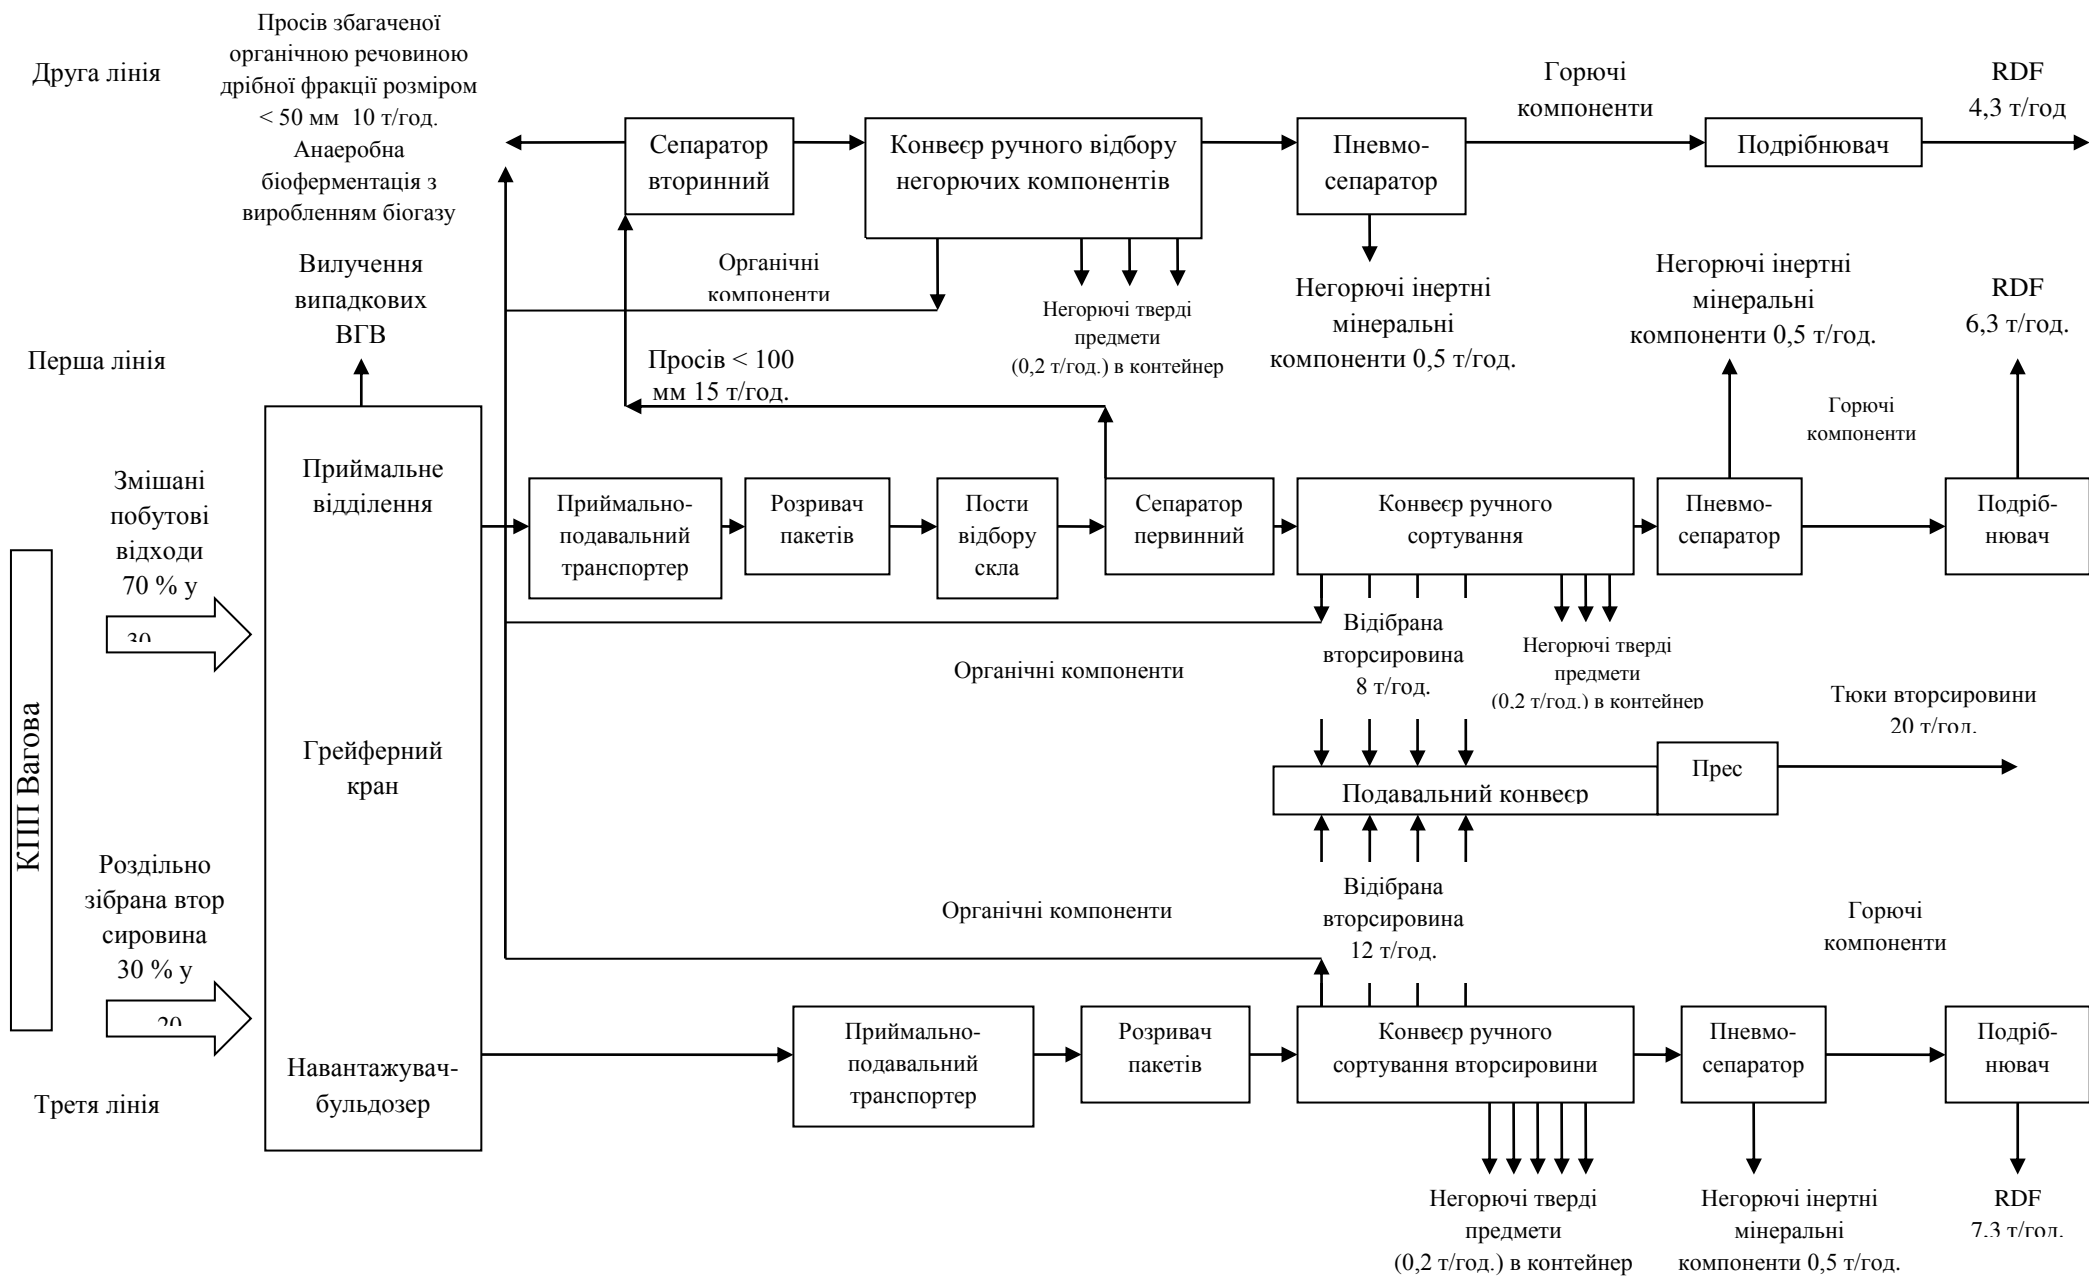 Друга лінія
Просів збагаченої
органічною речовиною
дрібної фракції розміром
< 50 мм 10 т/год.
Анаеробна
біоферментація з
виробленням біогазу
Сепаратор
вторинний
Конвеєр ручного відбору
негорючих компонентів
Пневмо-
сепаратор
Горючі
компоненти
Подрібнювач
RDF
4,3 т/год
Органічні
компоненти
Негорючі тверді
предмети
(0,2 т/год.) в контейнер
Негорючі інертні
мінеральні
компоненти 0,5 т/год.
Негорючі інертні
мінеральні
компоненти 0,5 т/год.
RDF
6,3 т/год.
Вилучення
випадкових
ВГВ
Перша лінія
Просів < 100
мм 15 т/год.
Горючі
компоненти
КПП Вагова
Змішані
побутові
відходи
70 % у
30
Приймальне
відділення
Грейферний
кран
Навантажувач-
бульдозер
Приймально-
подавальний
транспортер
Розривач
пакетів
Пости
відбору
скла
Сепаратор
первинний
Конвеєр ручного
сортування
Пневмо-
сепаратор
Подріб-
нювач
Органічні компоненти
Відібрана
вторсировина
8 т/год.
Негорючі тверді
предмети
(0,2 т/год.) в контейнер
Тюки вторсировини
20 т/год.
Подавальний конвеєр
Прес
Роздільно
зібрана втор
сировина
30 % у
20
Органічні компоненти
Відібрана
вторсировина
12 т/год.
Горючі
компоненти
Третя лінія
Приймально-
подавальний
транспортер
Розривач
пакетів
Конвеєр ручного
сортування вторсировини
Пневмо-
сепаратор
Подріб-
нювач
Негорючі тверді
предмети
(0,2 т/год.) в контейнер
Негорючі інертні
мінеральні
компоненти 0,5 т/год.
RDF
7,3 т/год.